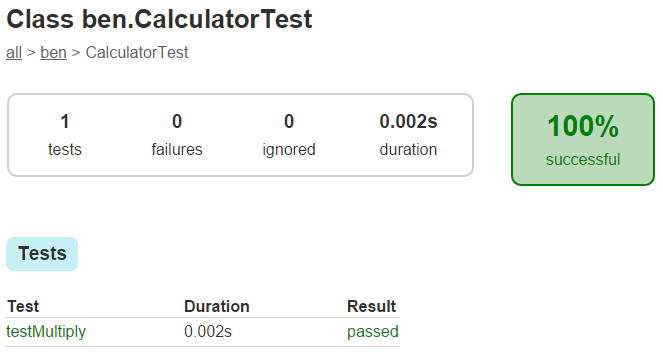 Class ben.CalculatorTest
all > ben > CalculatorTest
1 0 0 0.002s
tests failures ignored duration
100%
successful
Tests
Test Duration Result
testMultiply 0.002s passed